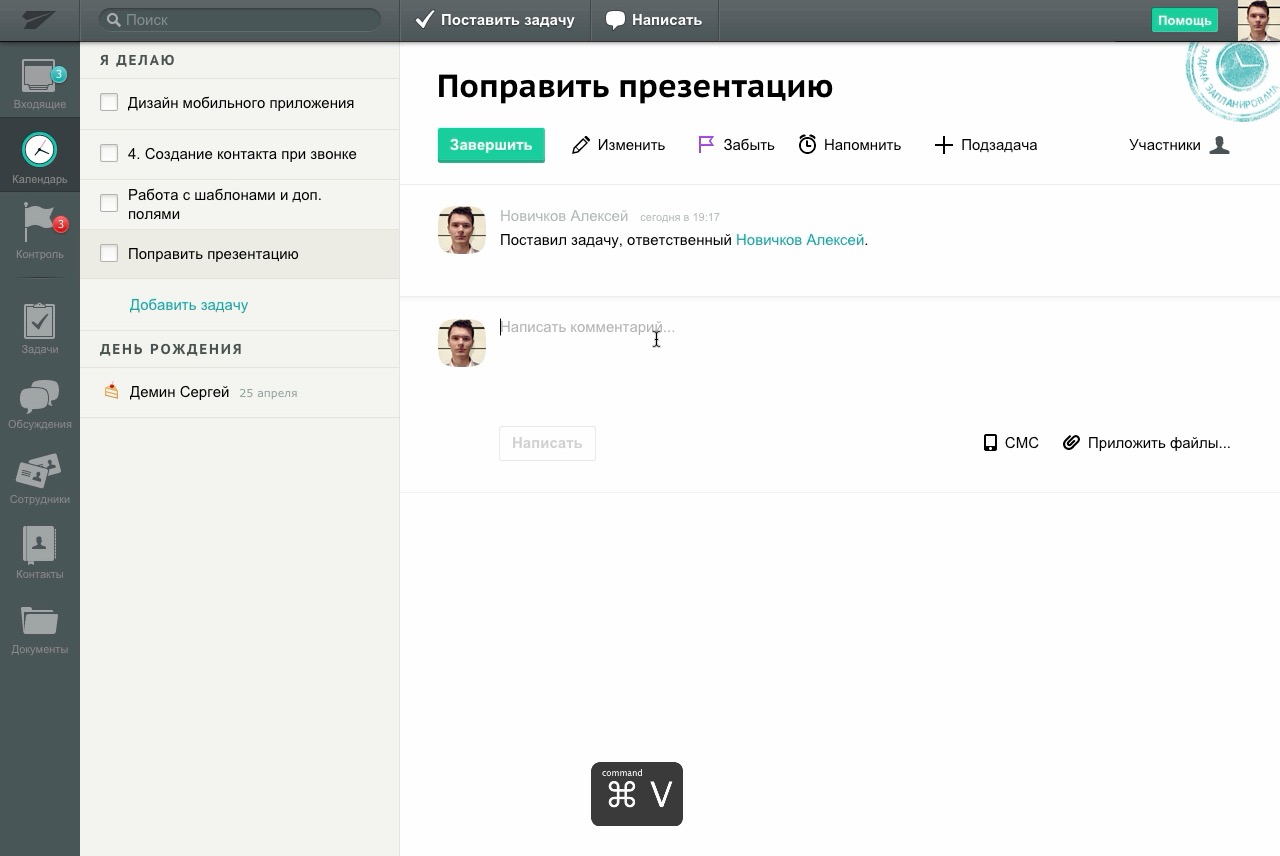 Поиск
Поставить задачу
Написать
Помощь
3
Входящие
Календарь
3
Контроль
Задачи
Обсуждения
Сотрудники
Контакты
Документы
Я ДЕЛАЮ
Дизайн мобильного приложения
4. Создание контакта при звонке
Работа с шаблонами и доп.
полями
Поправить презентацию
Добавить задачу
ДЕНЬ РОЖДЕНИЯ
Демин Сергей 25 апреля
Поправить презентацию
ЗАДАЧА ЗАПЛАНИРОВАНА
Завершить
Изменить
Забыть
Напомнить
Подзадача
Участники
Новичков Алексей сегодня в 19:17
Поставил задачу, ответственный Новичков Алексей.
Написать комментарий...
Написать
СМС
Приложить файлы...
command
⌘ V